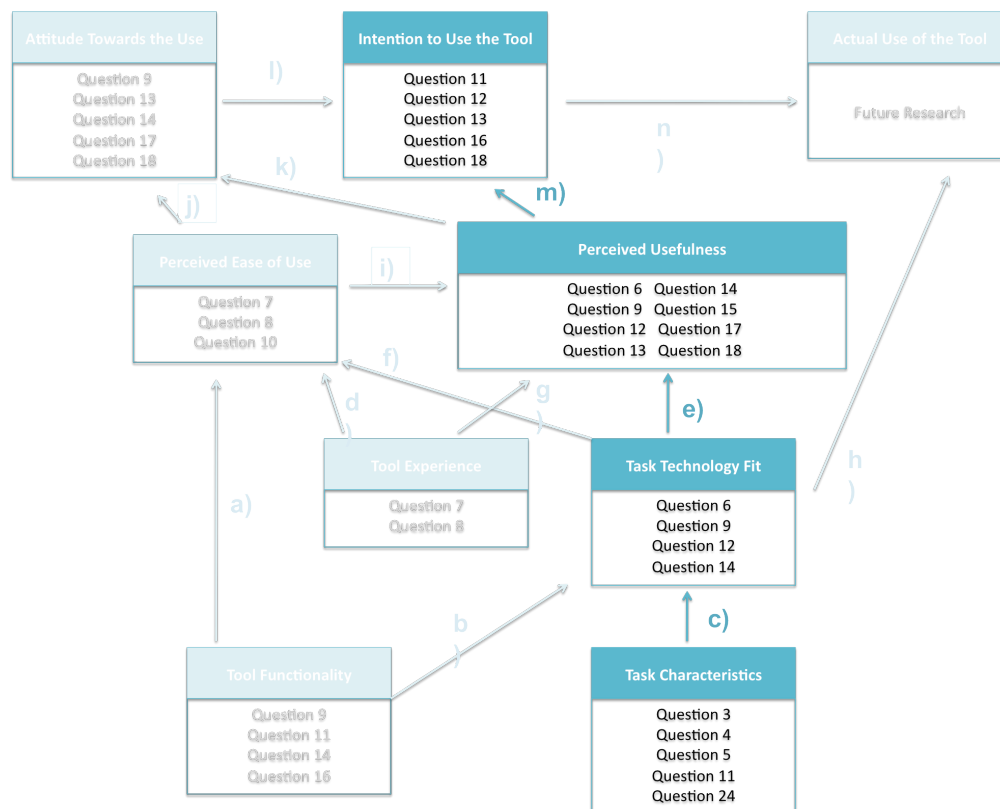 Attitude Towards the Use
Question 9
Question 13
Question 14
Question 17
Question 18
l)
Intention to Use the Tool
Question 11
Question 12
Question 13
Question 16
Question 18
n
)
Actual Use of the Tool
Future Research
k)
j)
m)
Perceived Ease of Use
Question 7
Question 8
Question 10
i)
Perceived Usefulness
Question 6 Question 14
Question 9 Question 15
Question 12 Question 17
Question 13 Question 18
f)
d
)
g
)
e)
h
)
Tool Experience
Question 7
Question 8
Task Technology Fit
Question 6
Question 9
Question 12
Question 14
a)
b
)
c)
Tool Functionality
Question 9
Question 11
Question 14
Question 16
Task Characteristics
Question 3
Question 4
Question 5
Question 11
Question 24